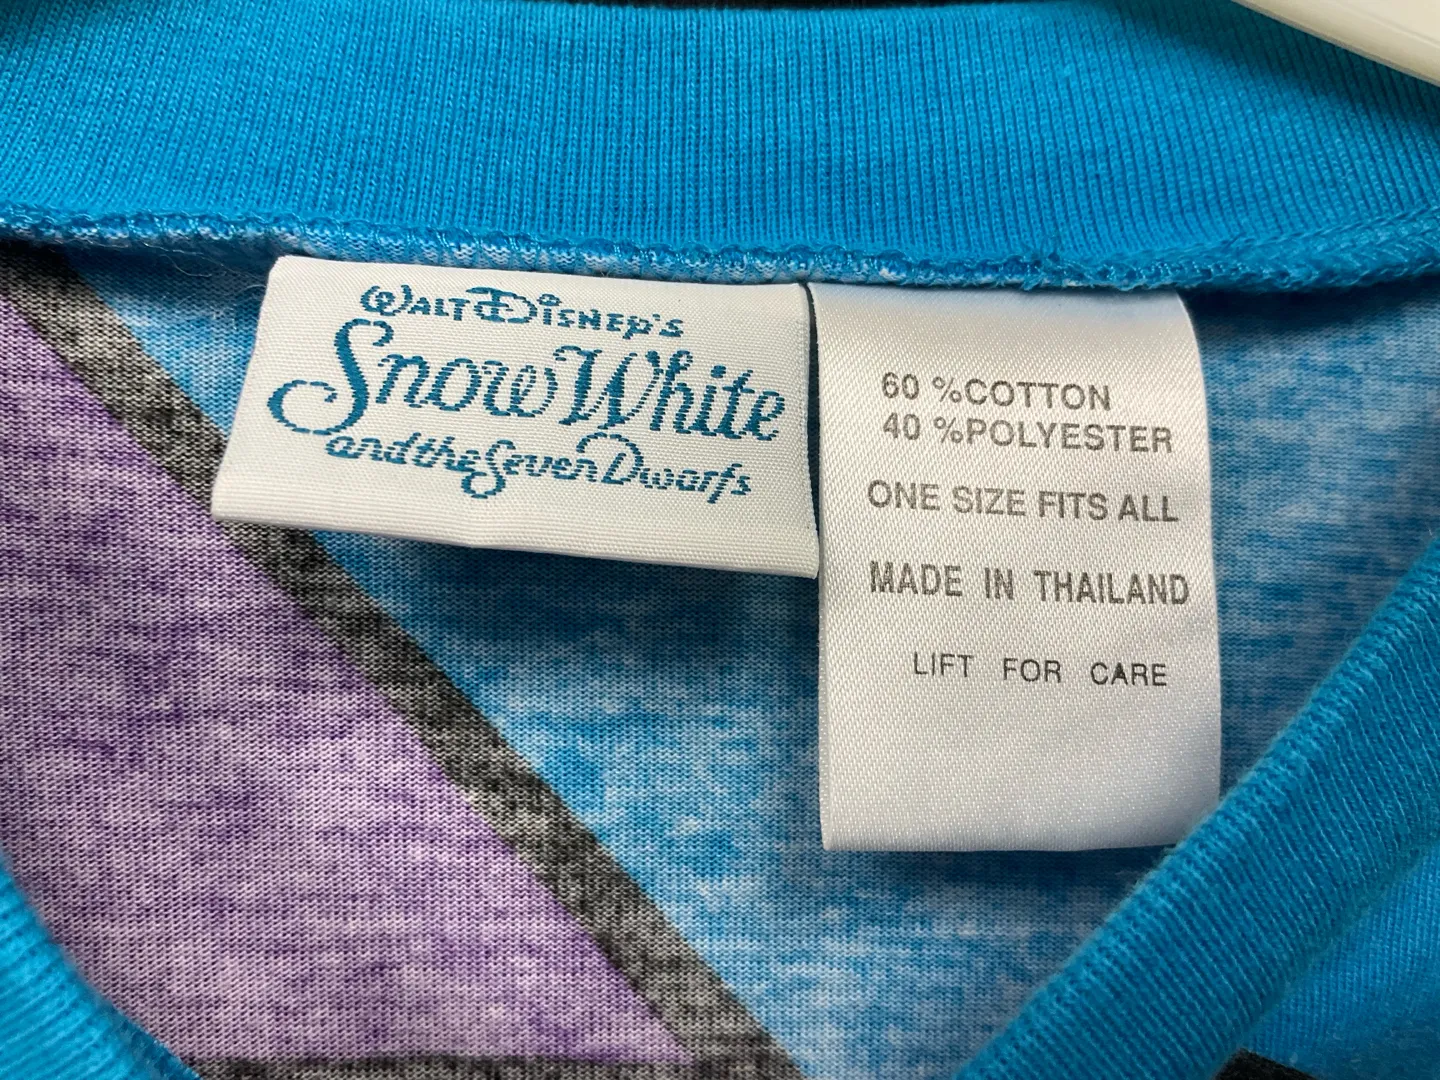 WALT DISNEY'S
Snow White
and the Seven Dwarfs
60 %COTTON
40 %POLYESTER
ONE SIZE FITS ALL
MADE IN THAILAND
LIFT FOR CARE